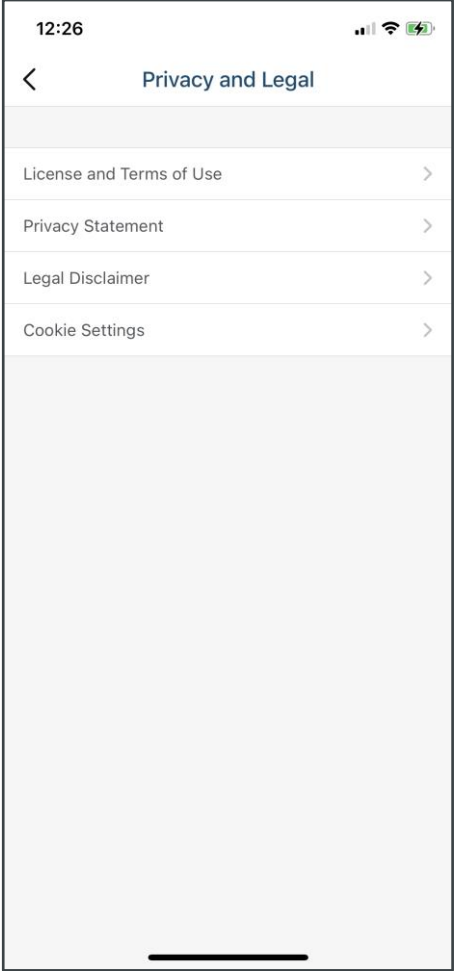 12:26
Privacy and Legal
License and Terms of Use
Privacy Statement
Legal Disclaimer
Cookie Settings